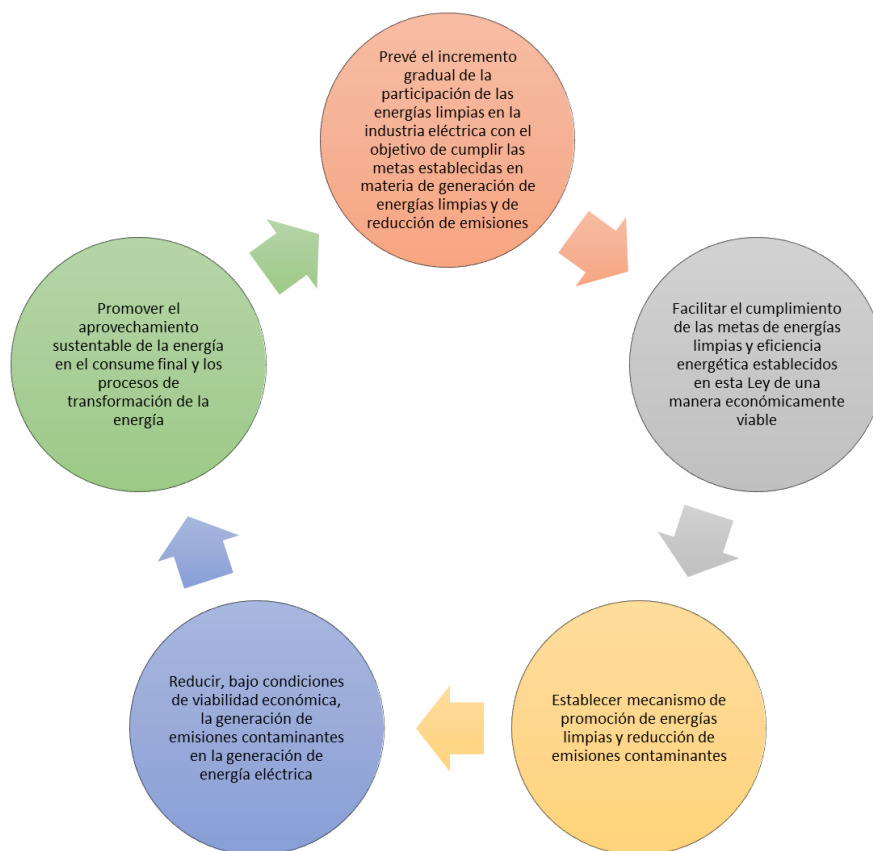 Prevé el incremento
gradual de la
participación de las
energías limpias en la
industria eléctrica con el
objetivo de cumplir las
metas establecidas en
materia de generación de
energías limpias y de
reducción de emisiones
Facilitar el cumplimiento
de las metas de energías
limpias y eficiencia
energética establecidos
en esta Ley de una
manera económicamente
viable
Establecer mecanismo de
promoción de energías
limpias y reducción de
emisiones contaminantes
Reducir, bajo condiciones
de viabilidad económica,
la generación de
emisiones contaminantes
en la generación de
energía eléctrica
Promover el
aprovechamiento
sustentable de la energía
en el consume final y los
procesos de
transformación de la
energía